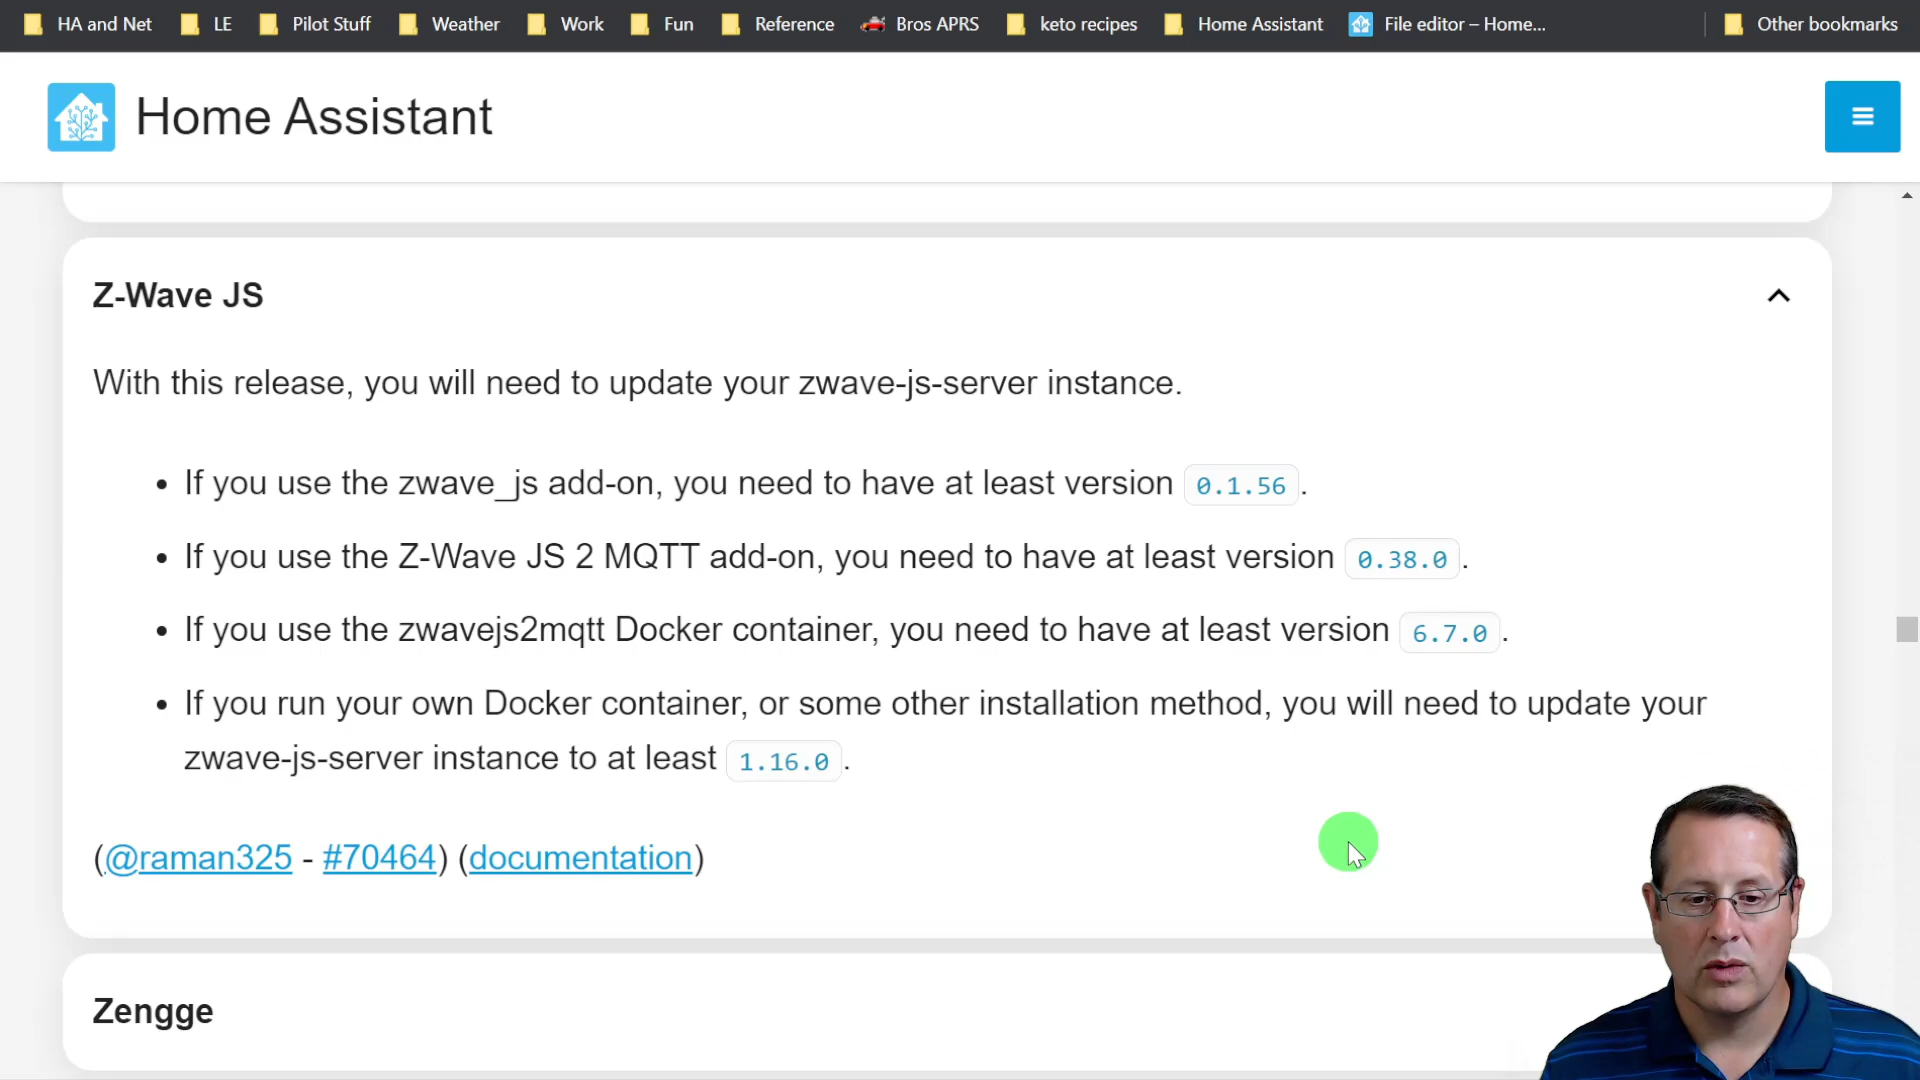 HA and Net LE Pilot Stuff Weather Work Fun Reference Bros APRS keto recipes Home Assistant File editor – Home... Other bookmarks
Home Assistant
Z-Wave JS
With this release, you will need to update your zwave-js-server instance.
• If you use the zwave_js add-on, you need to have at least version 0.1.56.
• If you use the Z-Wave JS 2 MQTT add-on, you need to have at least version 0.38.0.
• If you use the zwavejs2mqtt Docker container, you need to have at least version 6.7.0.
• If you run your own Docker container, or some other installation method, you will need to update your
zwave-js-server instance to at least 1.16.0.
(@raman325 - #70464) (documentation)
Zengge